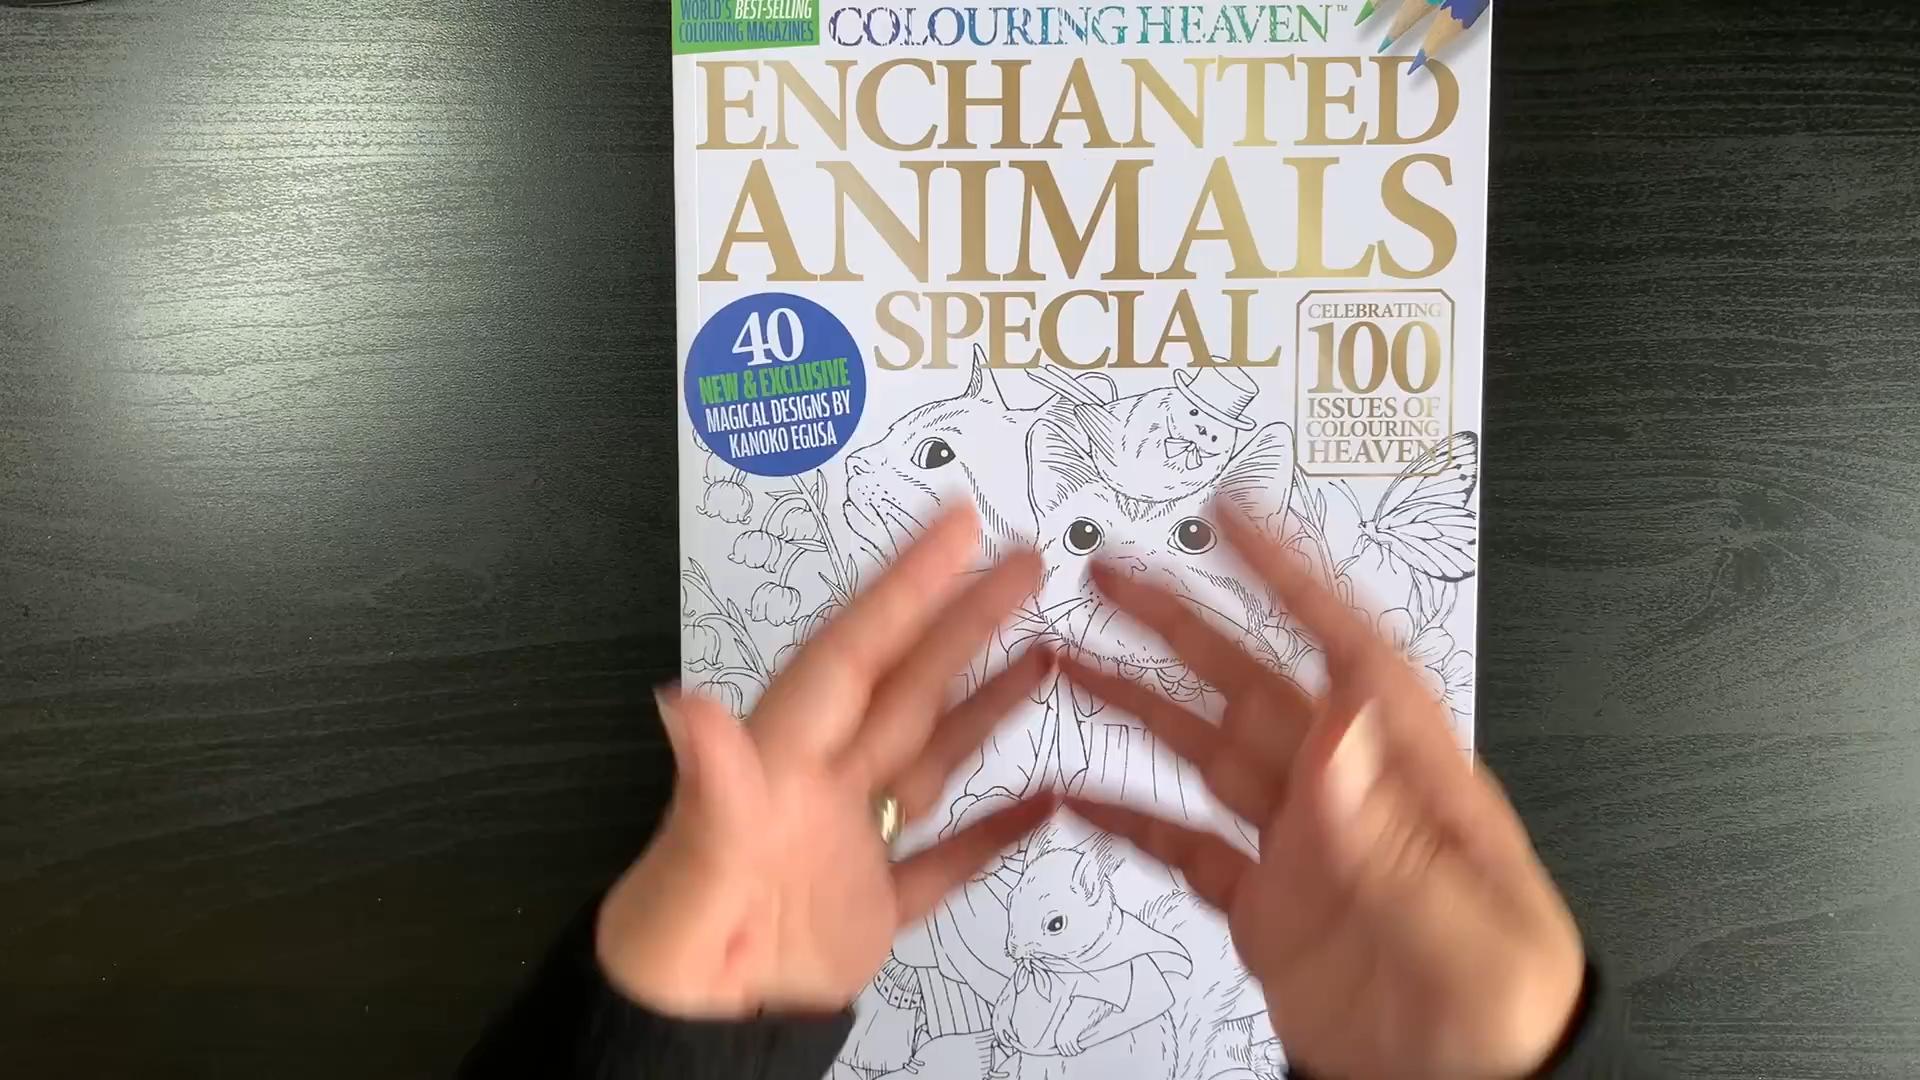 WORLD'S BEST-SELLING
COLOURING MAGAZINES
COLOURING HEAVEN™
ENCHANTED
ANIMALS
SPECIAL
40
NEW & EXCLUSIVE
MAGICAL DESIGNS BY
KANOKO EGUSA
CELEBRATING
100
ISSUES OF
COLOURING
HEAVEN